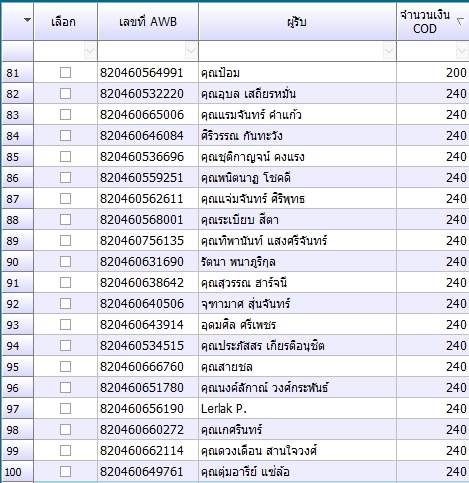 เลือก เลขที่ AWB ผู้รับ จำนวนเงิน COD
81 820460564991 คุณป้อม 200
82 820460532220 คุณอุบล เสถียรหมั่น 240
83 820460665006 คุณแรมจันทร์ คำแก้ว 240
84 820460646084 ศิริวรรณ กันทะวัง 240
85 820460536696 คุณชุติกาญจน์ คงแรง 240
86 820460559251 คุณพนิตนาฏ โชคดี 240
87 820460562611 คุณแจ่มจันทร์ ศิริพุทธ 240
88 820460568001 คุณระเบียบ สีตา 240
89 820460756135 คุณทิพานันท์ แสงศรีจันทร์ 240
90 820460631690 รัตนา พนาภูริกุล 240
91 820460638642 คุณสุวรรณ ฮาร์จนี่ 240
92 820460640506 จุฑามาศ สุ่นจันทร์ 240
93 820460643914 อุดมศิล ศรีเพชร 240
94 820460534515 คุณประภัสสร เกียรติอนุชิต 240
95 820460666760 คุณสายชล 240
96 820460651780 คุณนงค์ลักาณ์ วงศ์กระพันธ์ 240
97 820460656190 Lerlak P. 240
98 820460660272 คุณเกศรินทร์ 240
99 820460662114 คุณดวงเดือน สานใจวงศ์ 240
100 820460649761 คุณตุ่มอารีย์ แซ่ล้อ 240